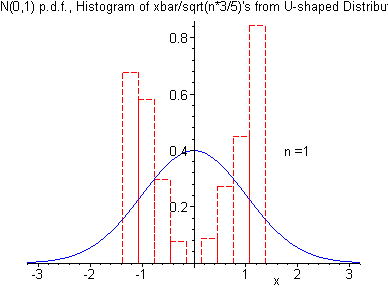 N(0,1) p.d.f., Histogram of xbar/sqrt(n*3/5)'s from U-shaped Distribut
0.8
0.6
0.4
n =1
0.2
-3 -2 -1 1 2 3
x